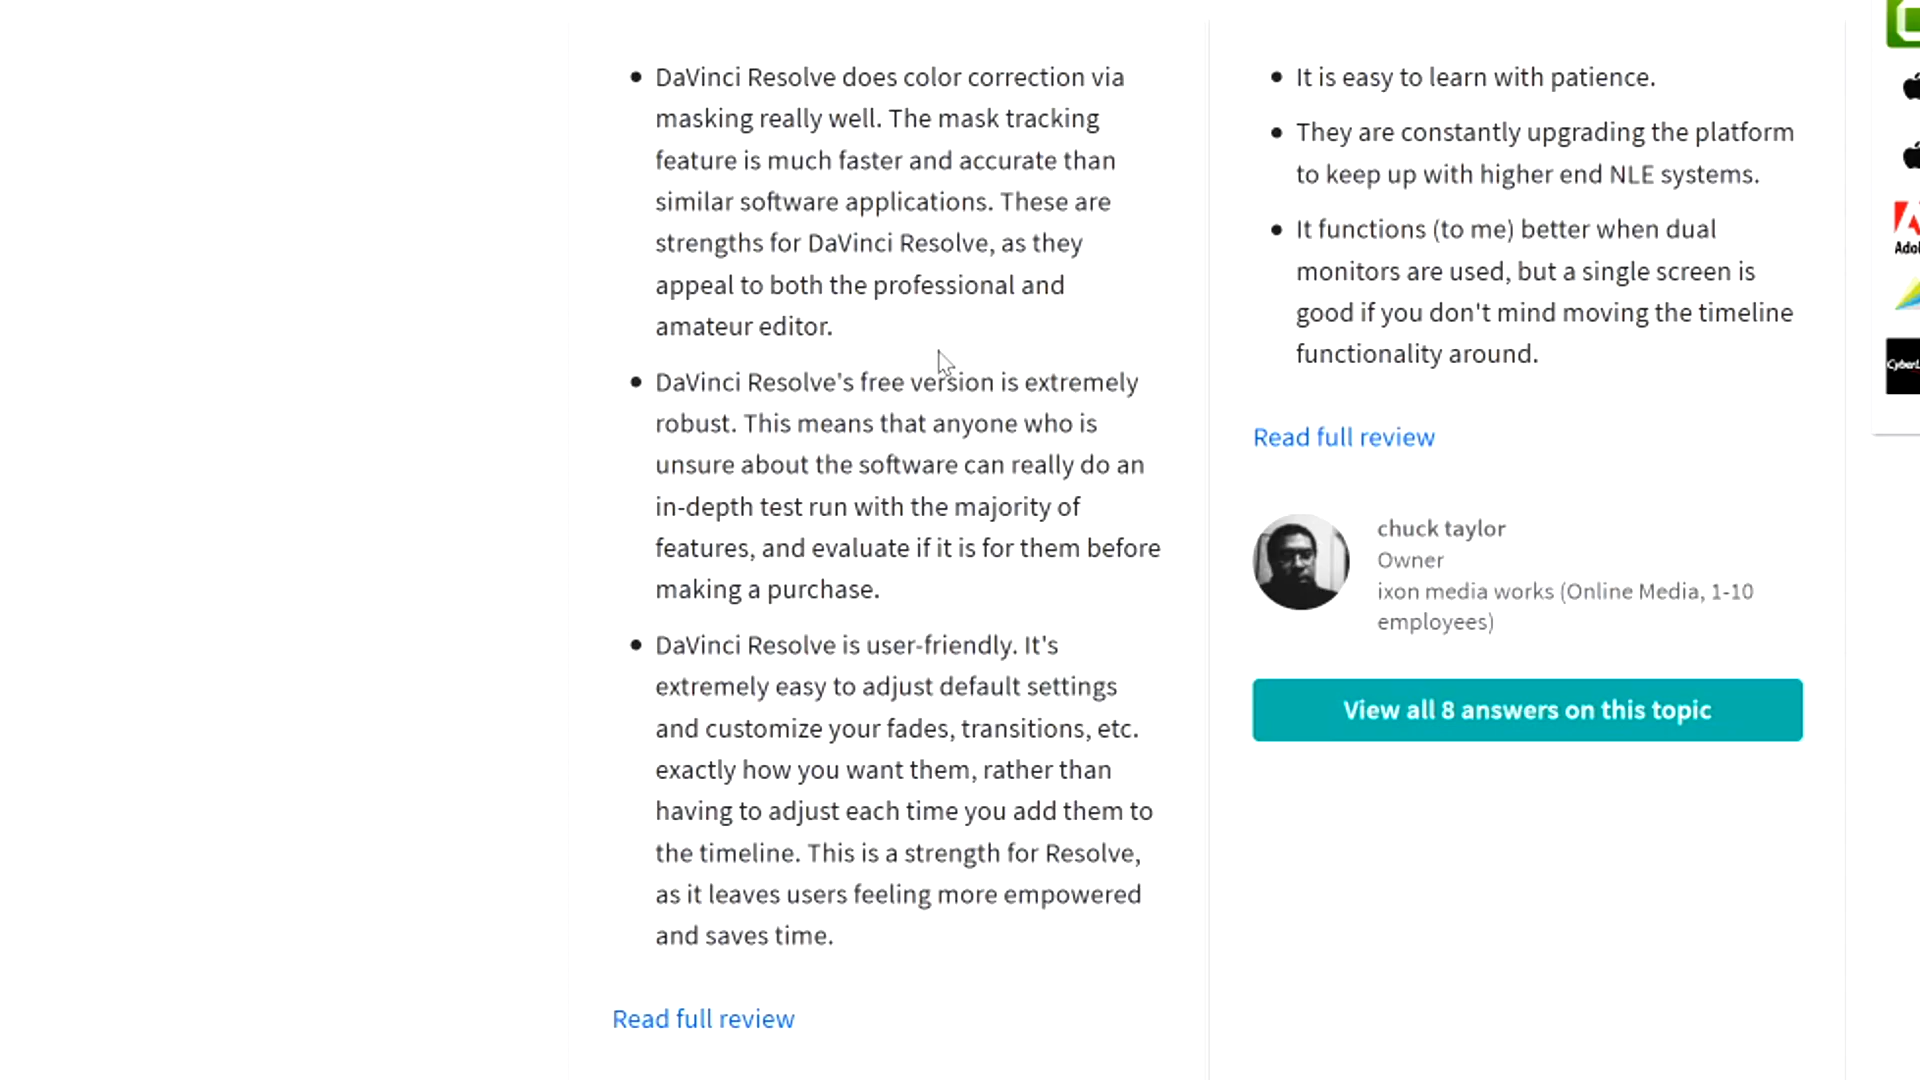 DaVinci Resolve does color correction via
masking really well. The mask tracking
feature is much faster and accurate than
similar software applications. These are
strengths for DaVinci Resolve, as they
appeal to both the professional and
amateur editor.
DaVinci Resolve's free version is extremely
robust. This means that anyone who is
unsure about the software can really do an
in-depth test run with the majority of
features, and evaluate if it is for them before
making a purchase.
DaVinci Resolve is user-friendly. It's
extremely easy to adjust default settings
and customize your fades, transitions, etc.
exactly how you want them, rather than
having to adjust each time you add them to
the timeline. This is a strength for Resolve,
as it leaves users feeling more empowered
and saves time.
Read full review
It is easy to learn with patience.
They are constantly upgrading the platform
to keep up with higher end NLE systems.
It functions (to me) better when dual
monitors are used, but a single screen is
good if you don't mind moving the timeline
functionality around.
Read full review
chuck taylor
Owner
ixon media works (Online Media, 1-10
employees)
View all 8 answers on this topic